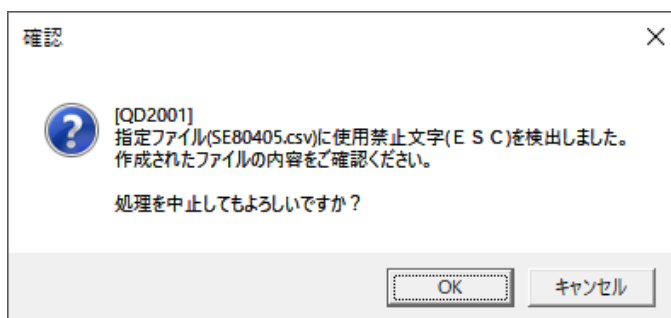 確認
[QD2001]
指定ファイル(SE80405.csv)に使用禁止文字(ＥＳＣ)を検出しました。
作成されたファイルの内容をご確認ください。
処理を中止してもよろしいですか？
OK
キャンセル